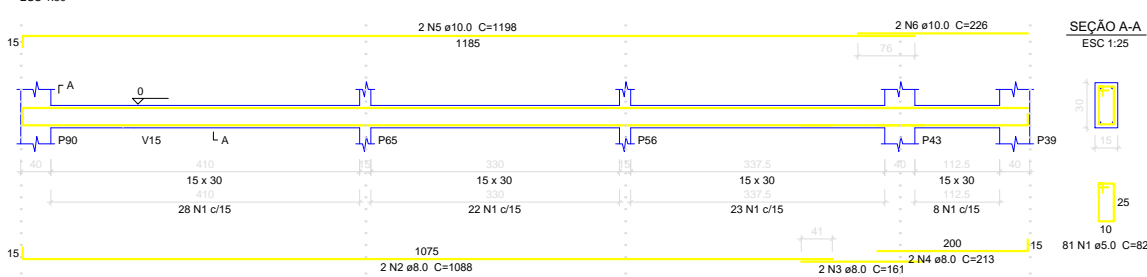 2 N5 ø10.0 C=1198
2 N6 ø10.0 C=226
SEÇÃO A-A
ESC 1:25
15
1185
76
A
0
30
P90
V15
A
P65
P56
P43
P39
15
40
410
15
330
15
337.5
40
112.5
40
15 x 30
15 x 30
15 x 30
15 x 30
410
330
337.5
112.5
28 N1 c/15
22 N1 c/15
23 N1 c/15
8 N1 c/15
25
10
81 N1 ø5.0 C=82
41
15
1075
200
15
2 N2 ø8.0 C=1088
2 N4 ø8.0 C=213
2 N3 ø8.0 C=161